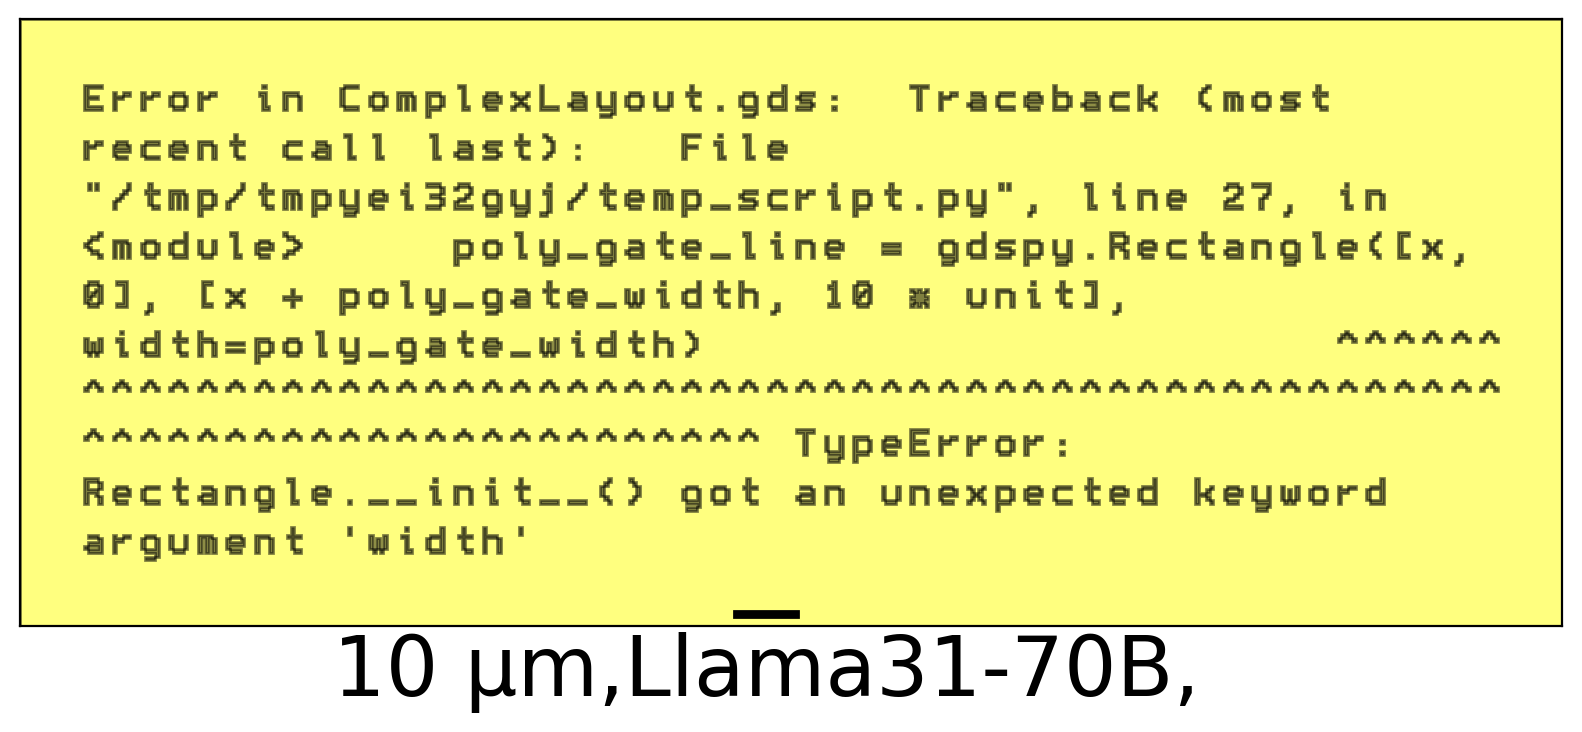 Error in ComplexLayout.gds:  Traceback (most
recent call last):   File
"/tmp/tmpyei32gyj/temp_script.py", line 27, in
<module>     poly_gate_line = gdspy.Rectangle([x,
0], [x + poly_gate_width, 10 * unit],
width=poly_gate_width)                      ^^^^^^
^^^^^^^^^^^^^^^^^^^^^^^^^^^^^^^^^^^^^^^^^^^^^^^^^^
^^^^^^^^^^^^^^^^^^^^^^^^ TypeError:
Rectangle.__init__() got an unexpected keyword
argument 'width'
10 µm,Llama31-70B,